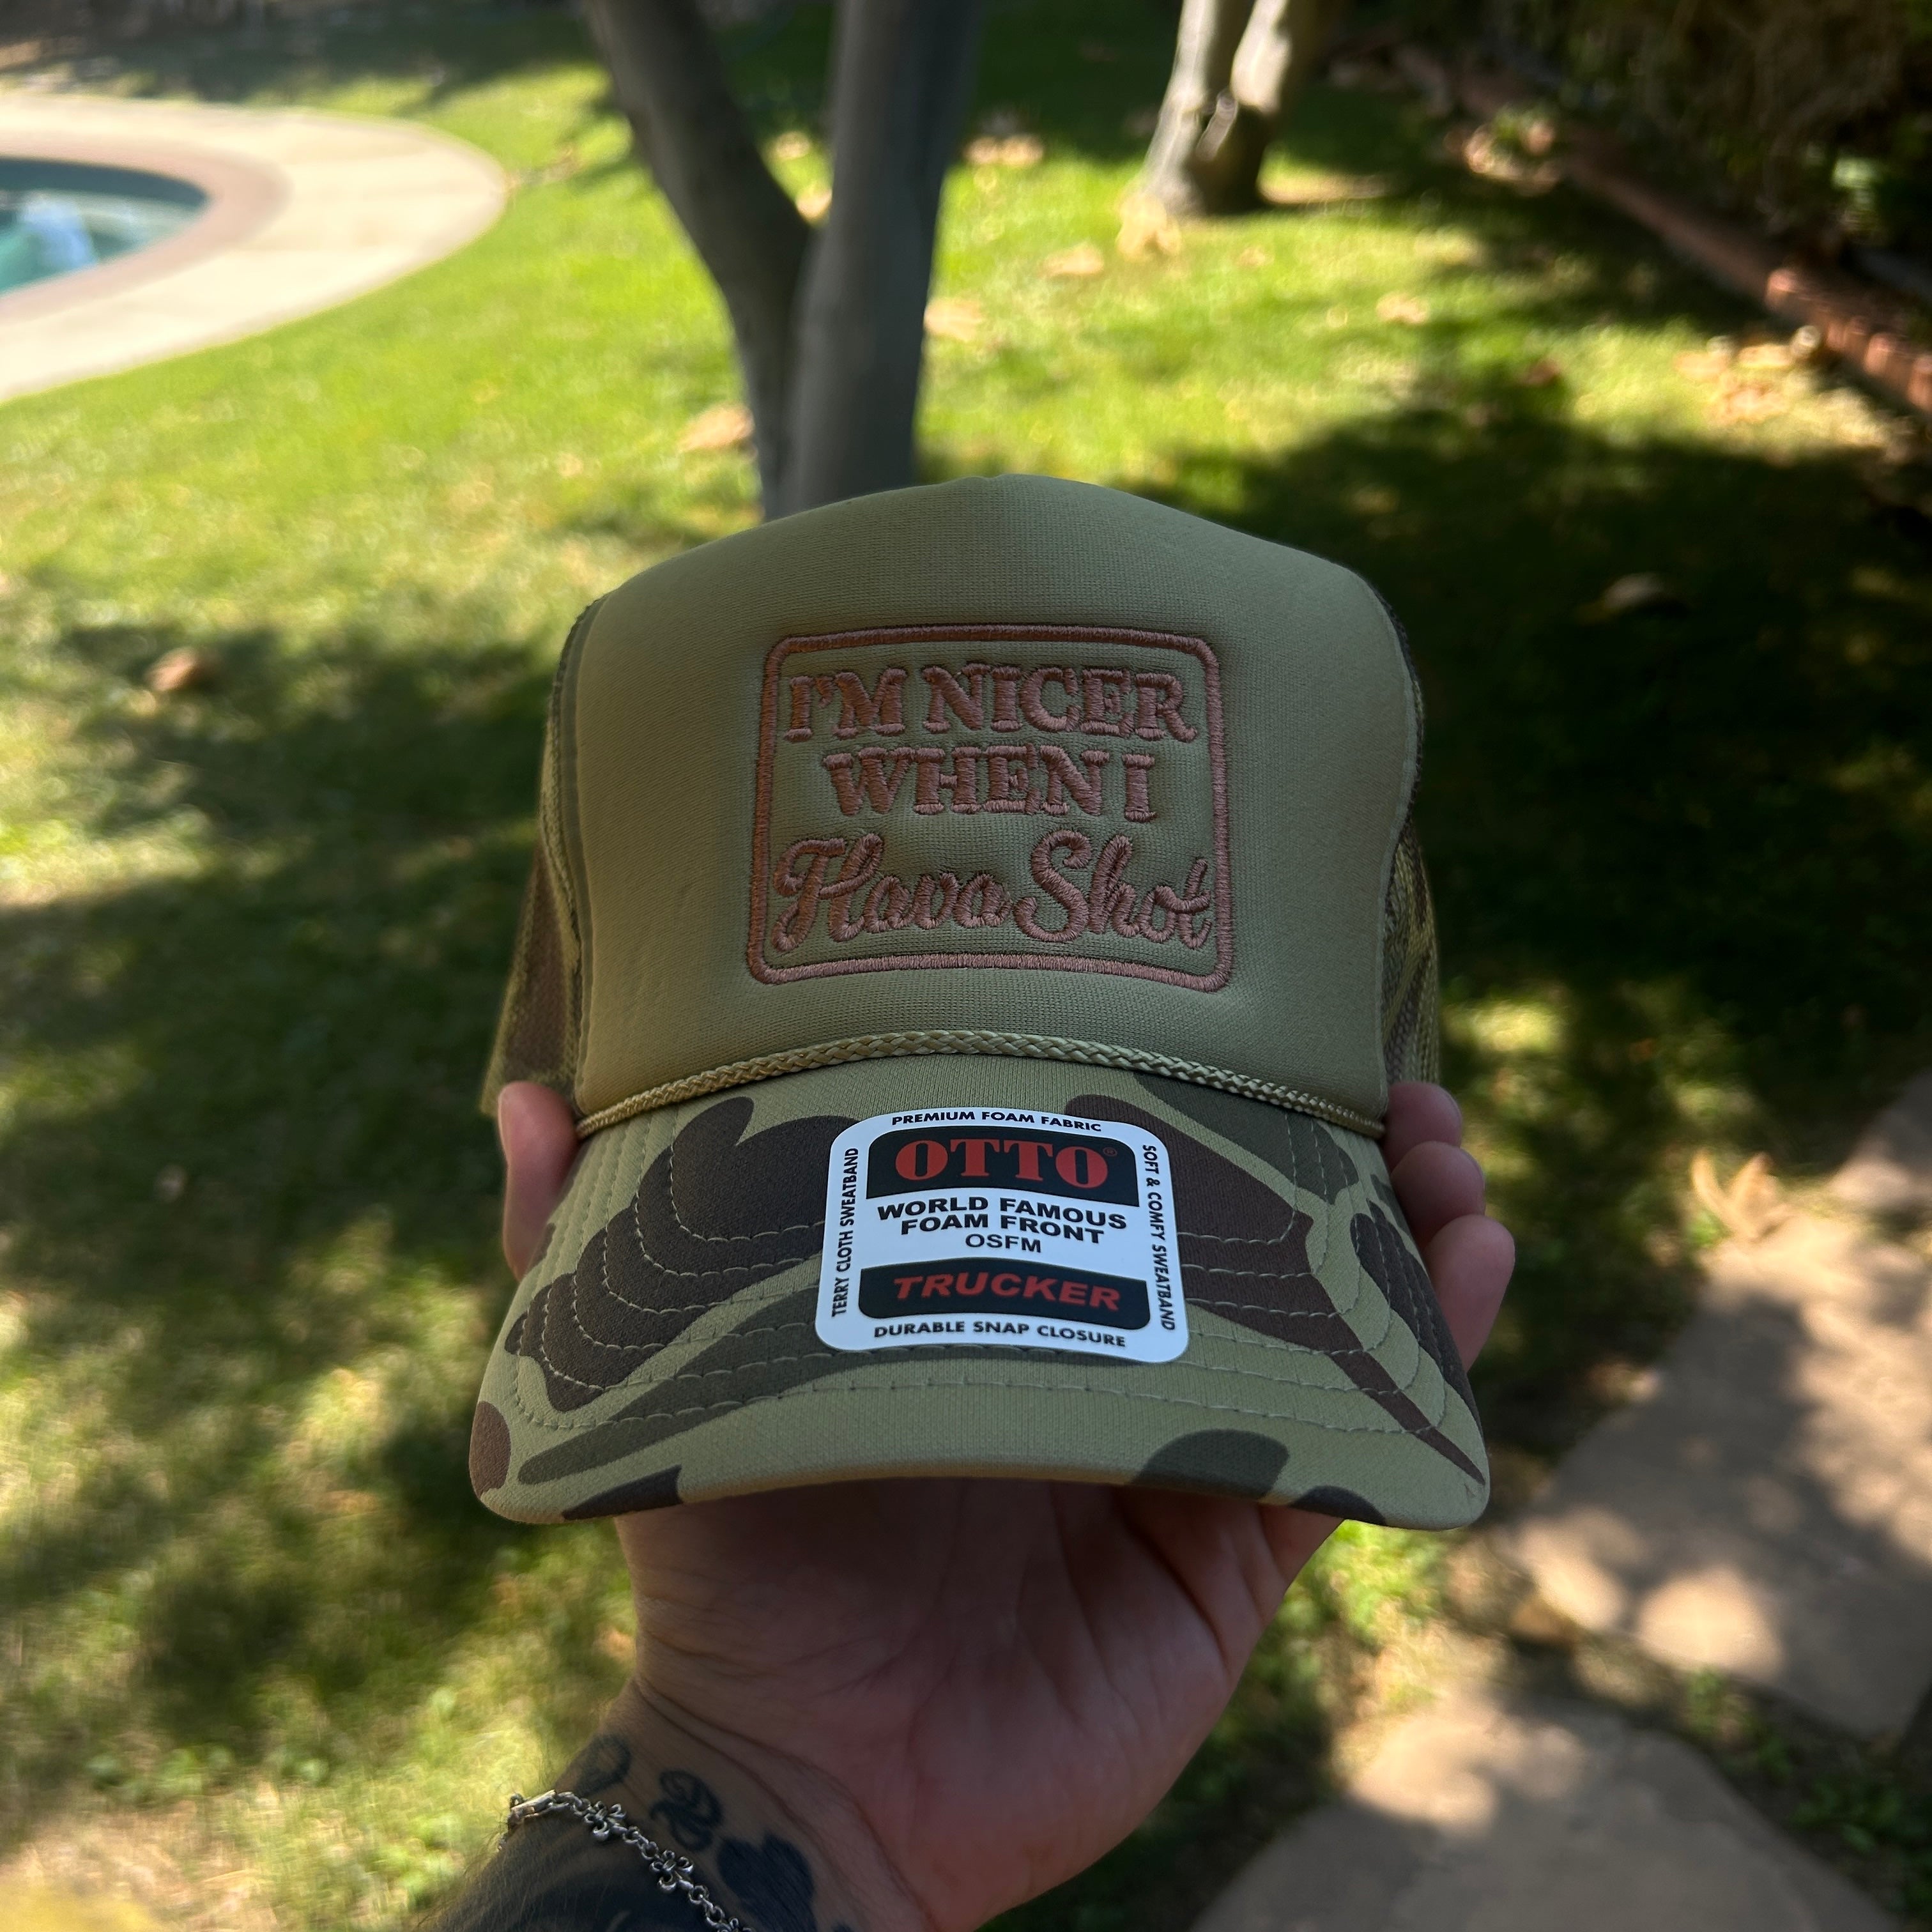 I'M NICER
WHEN I
Hava Shot
PREMIUM FOAM FABRIC
OTTO®
WORLD FAMOUS
FOAM FRONT
OSFM
TRUCKER
DURABLE SNAP CLOSURE
TERRY CLOTH SWEATBAND
SOFT & COMFY SWEATBAND